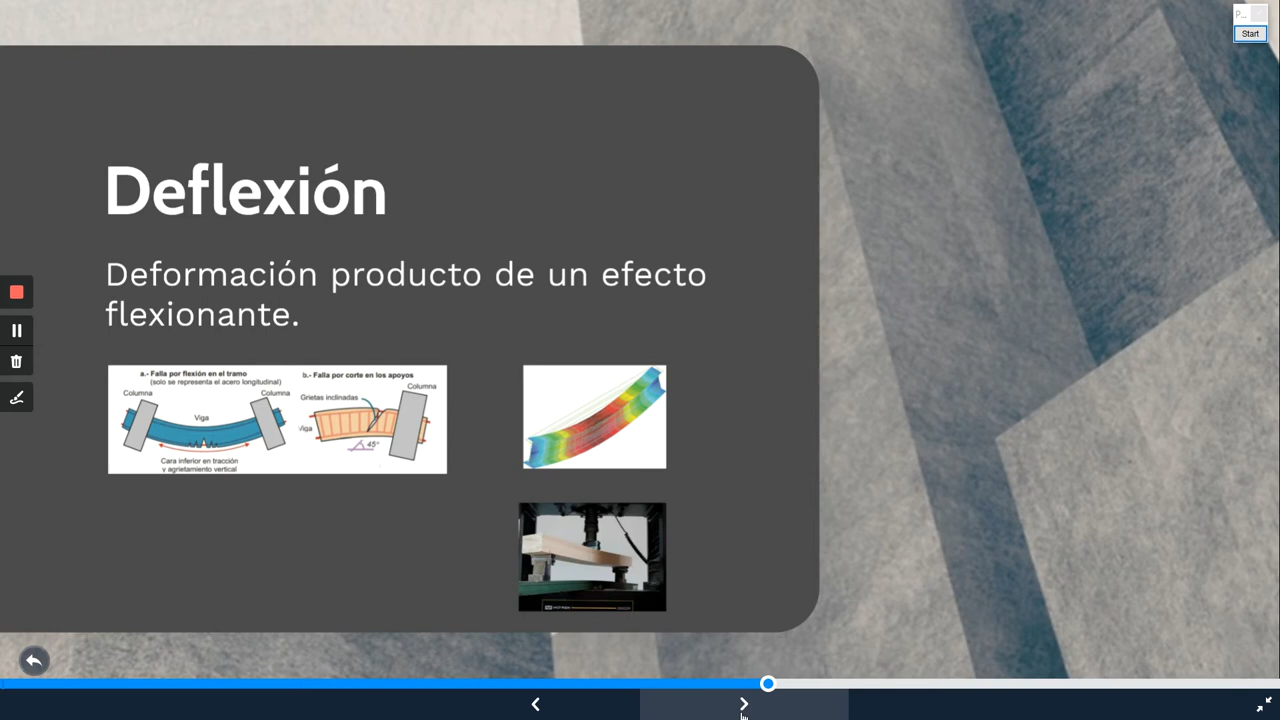 P...
Start
Deflexión
Deformación producto de un efecto
flexionante.
a.- Falla por flexión en el tramo
(solo se representa el acero longitudinal)
Columna
Columna
Viga
Cara inferior en tracción
y agrietamiento vertical
b.- Falla por corte en los apoyos
Columna
Grietas inclinadas
Viga
45°